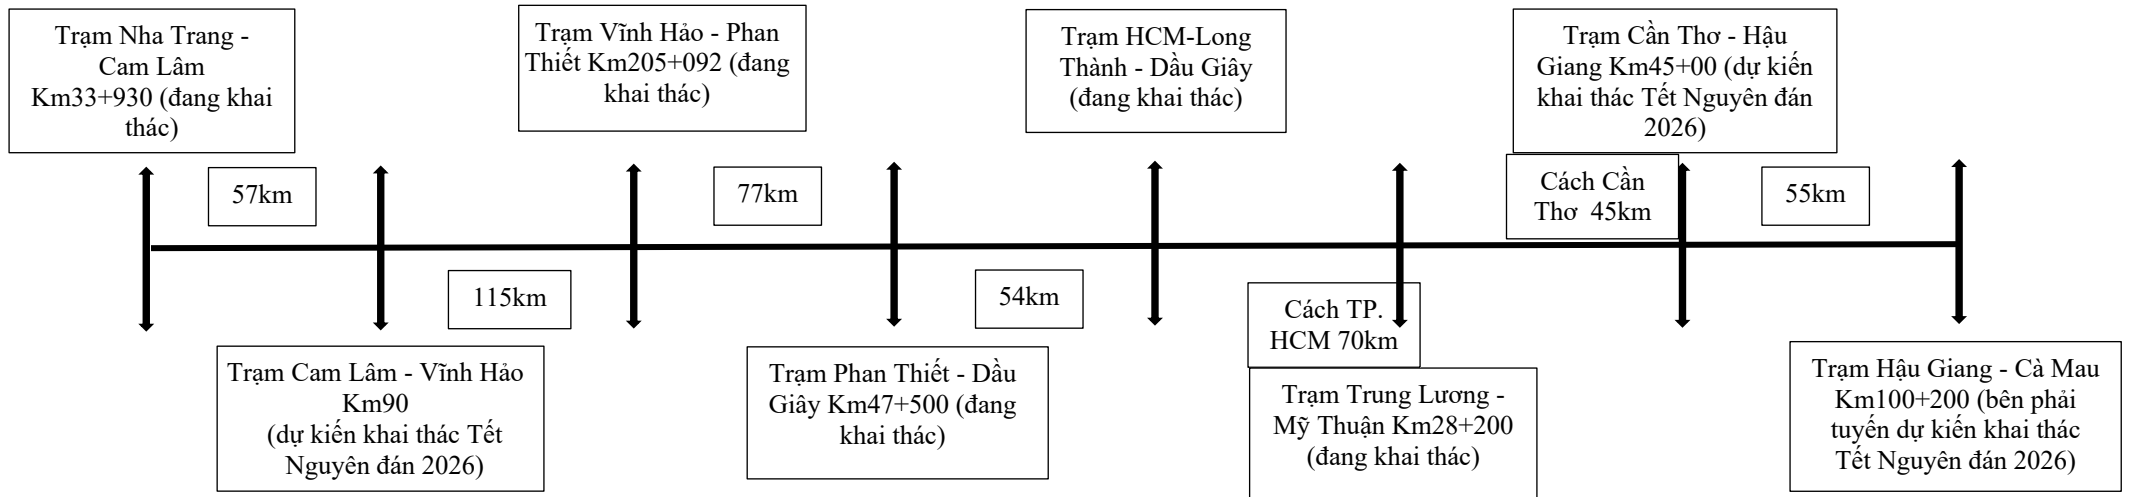 Trạm Nha Trang -
Cam Lâm
Km33+930 (đang khai
thác)
Trạm Vĩnh Hảo - Phan
Thiết Km205+092 (đang
khai thác)
Trạm HCM-Long
Thành - Dầu Giây
(đang khai thác)
Trạm Cần Thơ - Hậu
Giang Km45+00 (dự kiến
khai thác Tết Nguyên đán
2026)
57km
77km
Cách Cần
Thơ 45km
55km
115km
54km
Cách TP.
HCM 70km
Trạm Cam Lâm - Vĩnh Hảo
Km90
(dự kiến khai thác Tết
Nguyên đán 2026)
Trạm Phan Thiết - Dầu
Giây Km47+500 (đang
khai thác)
Trạm Trung Lương -
Mỹ Thuận Km28+200
(đang khai thác)
Trạm Hậu Giang - Cà Mau
Km100+200 (bên phải
tuyến dự kiến khai thác
Tết Nguyên đán 2026)